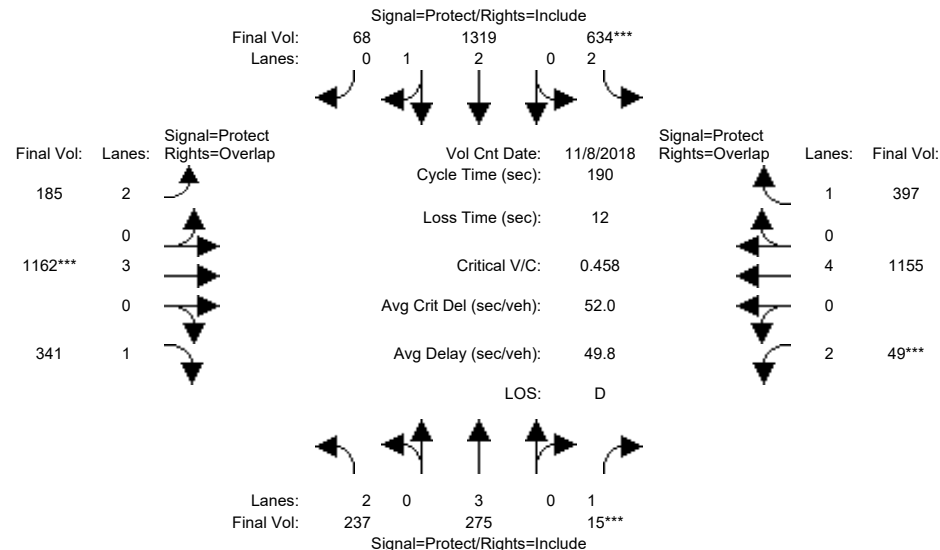 Signal=Protect/Rights=Include
Final Vol: 68 1319 634***
Lanes: 0 1 2 0 2
Signal=Protect
Final Vol: Lanes: Rights=Overlap
Vol Cnt Date: 11/8/2018
Signal=Protect
Rights=Overlap Lanes: Final Vol:
Cycle Time (sec): 190
185 2
1 397
Loss Time (sec): 12
0
0
1162*** 3
Critical V/C: 0.458
4 1155
0
Avg Crit Del (sec/veh): 52.0
0
341 1
Avg Delay (sec/veh): 49.8
2 49***
LOS: D
Lanes: 2 0 3 0 1
Final Vol: 237 275 15***
Signal=Protect/Rights=Include